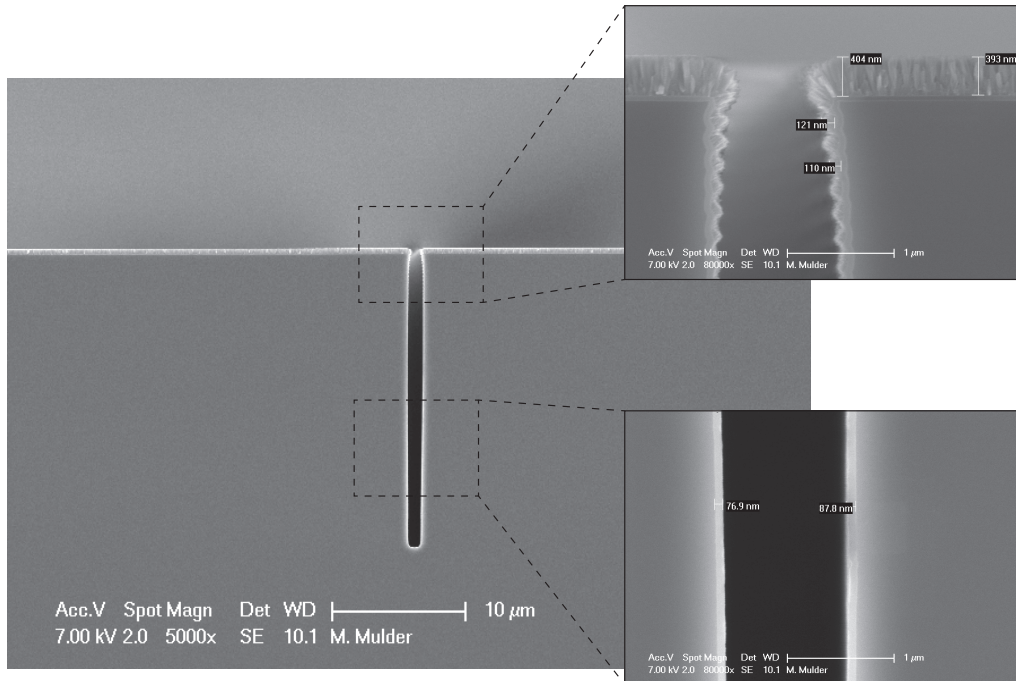 404 nm
393 nm
121 nm
110 nm
Acc.V Spot Magn Det WD 1 µm
7.00 kV 2.0 80000x SE 10.1 M. Mulder
76.9 nm
87.8 nm
Acc.V Spot Magn Det WD 1 µm
7.00 kV 2.0 80000x SE 10.1 M. Mulder
Acc.V Spot Magn Det WD 10 µm
7.00 kV 2.0 5000x SE 10.1 M. Mulder